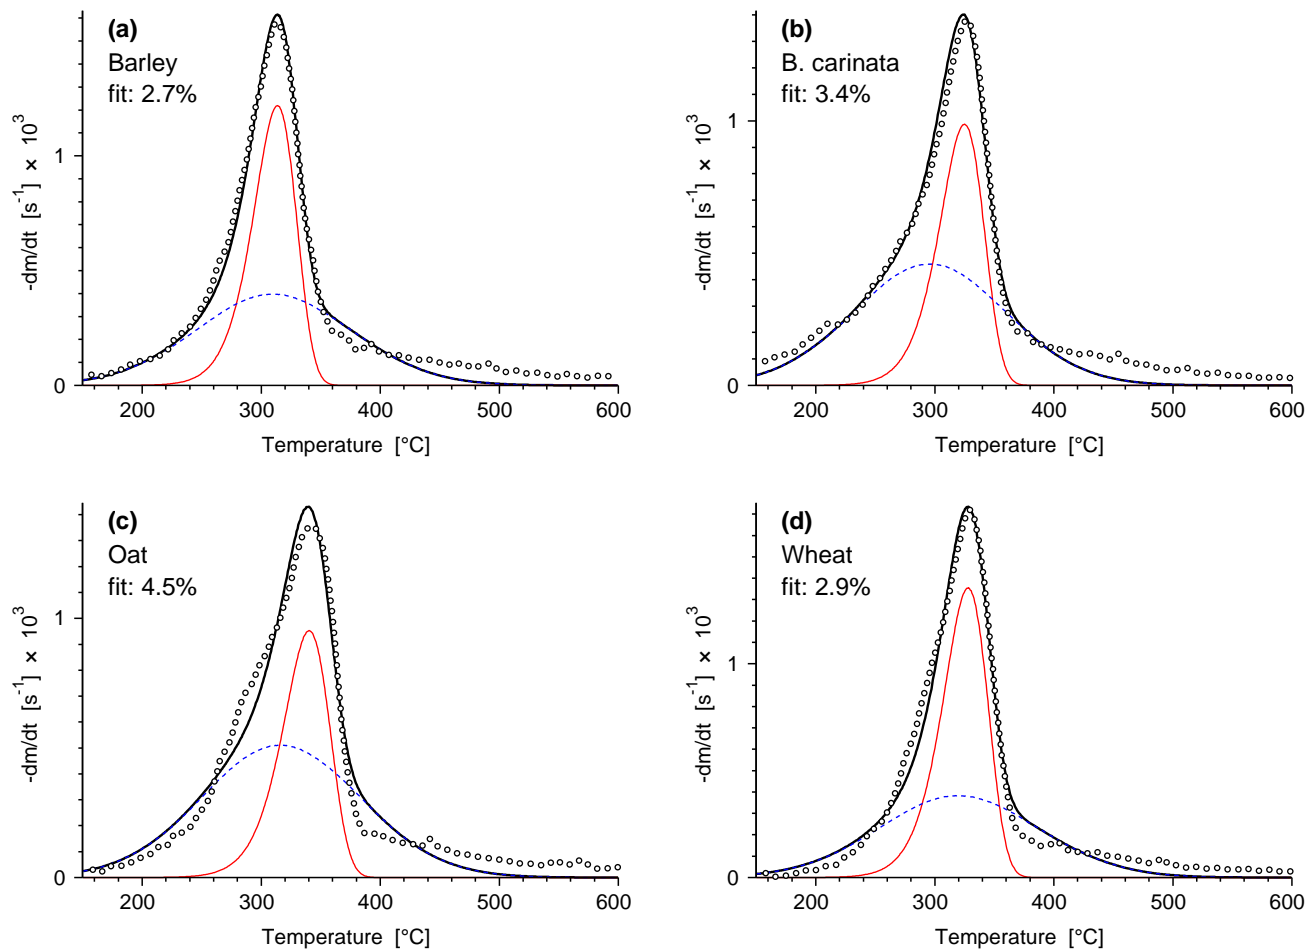 (a)
Barley
fit: 2.7%
-dm/dt [s⁻¹] × 10³
1
0
200 300 400 500 600
Temperature [°C]
(b)
B. carinata
fit: 3.4%
-dm/dt [s⁻¹] × 10³
1
0
200 300 400 500 600
Temperature [°C]
(c)
Oat
fit: 4.5%
-dm/dt [s⁻¹] × 10³
1
0
200 300 400 500 600
Temperature [°C]
(d)
Wheat
fit: 2.9%
-dm/dt [s⁻¹] × 10³
1
0
200 300 400 500 600
Temperature [°C]